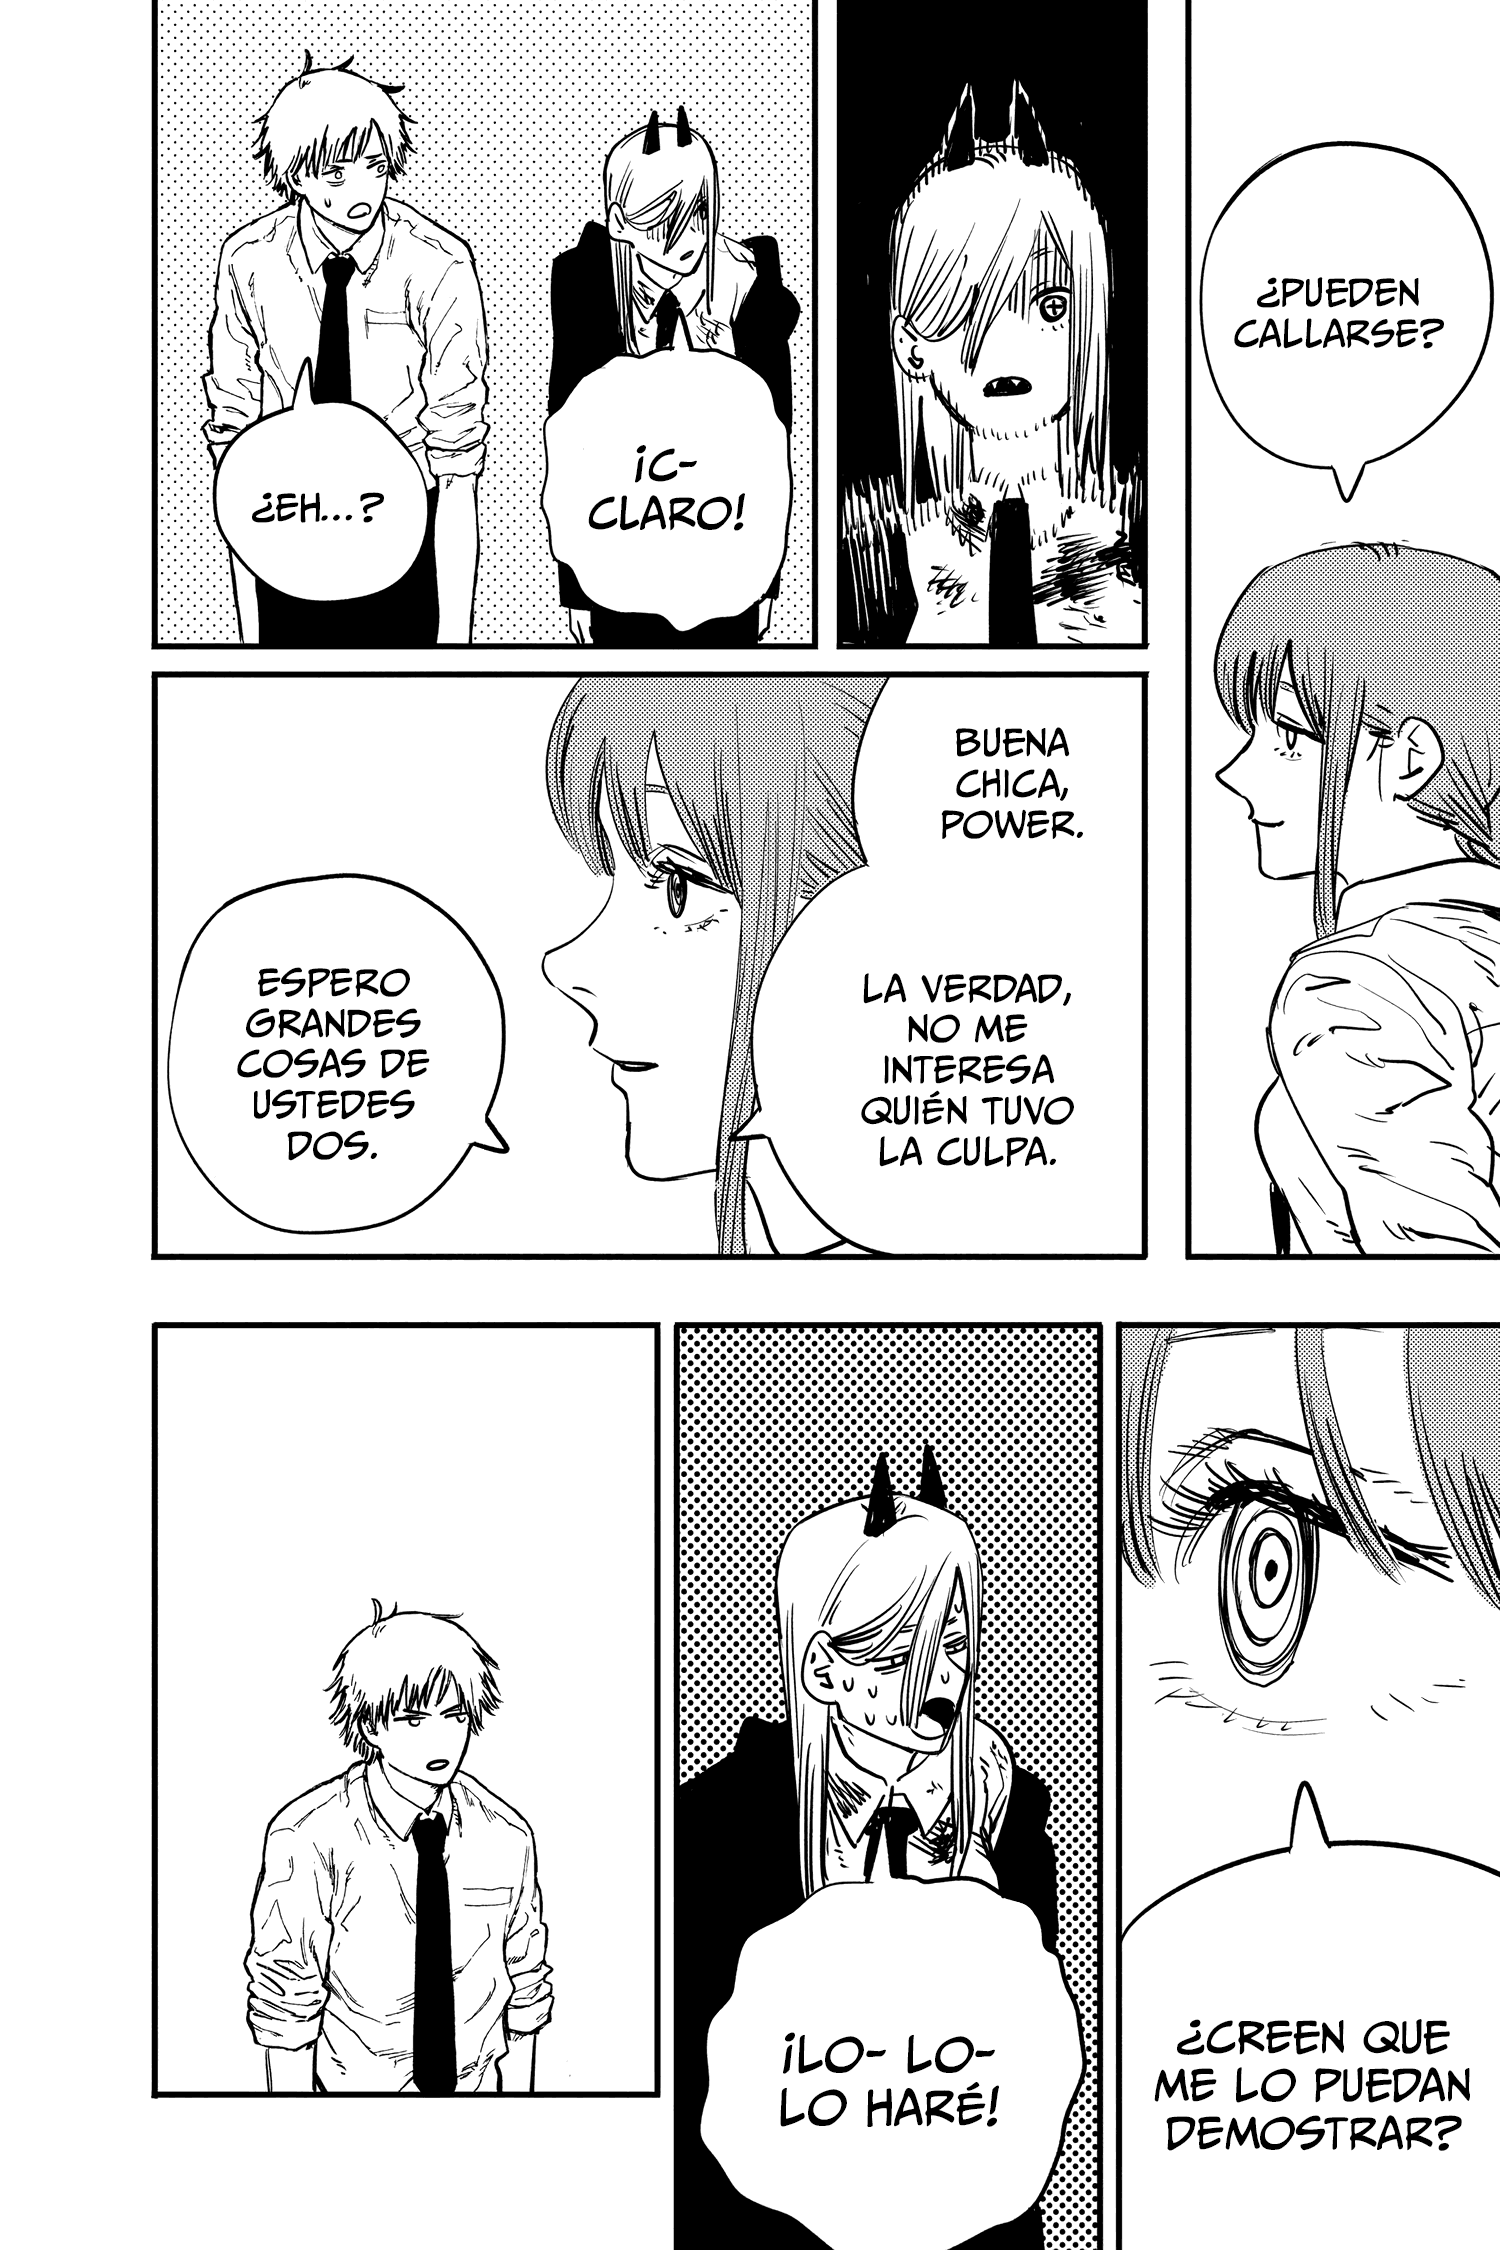 ¿PUEDEN
CALLARSE?
¡C-
CLARO!
¿EH...?
BUENA
CHICA,
POWER.
LA VERDAD,
NO ME
INTERESA
QUIÉN TUVO
LA CULPA.
ESPERO
GRANDES
COSAS DE
USTEDES
DOS.
¿CREEN QUE
ME LO PUEDAN
DEMOSTRAR?
¡LO- LO-
LO HARÉ!